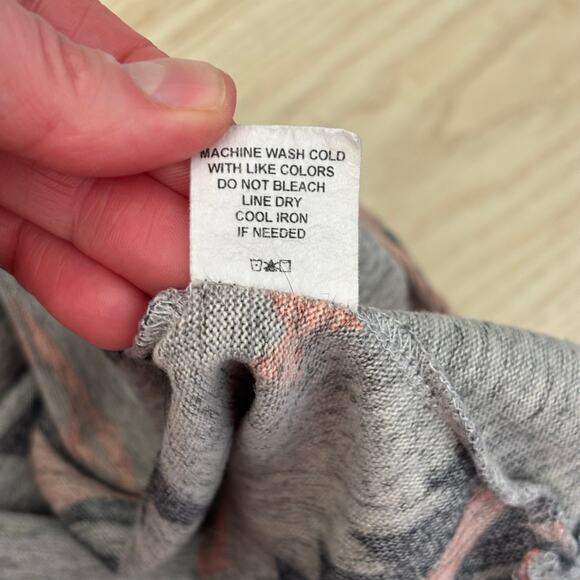 MACHINE WASH COLD
WITH LIKE COLORS
DO NOT BLEACH
LINE DRY
COOL IRON
IF NEEDED